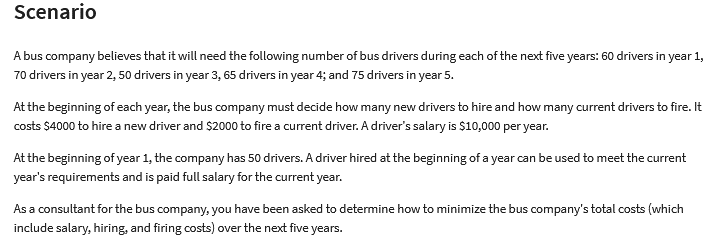 Scenario
A bus company believes that it will need the following number of bus drivers during each of the next five years: 60 drivers in year 1,
70 drivers in year 2, 50 drivers in year 3, 65 drivers in year 4; and 75 drivers in year 5.
At the beginning of each year, the bus company must decide how many new drivers to hire and how many current drivers to fire. It
costs $4000 to hire a new driver and $2000 to fire a current driver. A driver's salary is $10,000 per year.
At the beginning of year 1, the company has 50 drivers. A driver hired at the beginning of a year can be used to meet the current
year's requirements and is paid full salary for the current year.
As a consultant for the bus company, you have been asked to determine how to minimize the bus company's total costs (which
include salary, hiring, and firing costs) over the next five years.